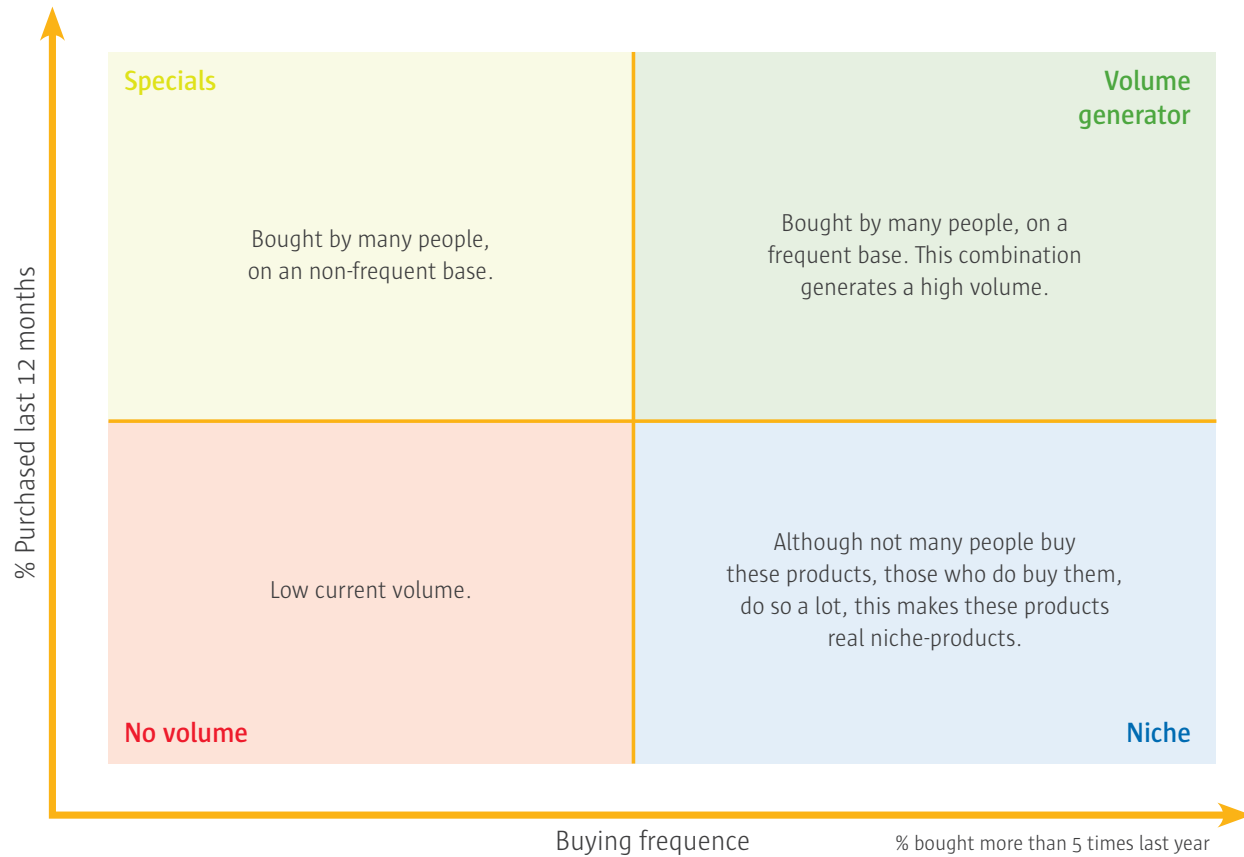 % Purchased last 12 months
Specials
Bought by many people,
on an non-frequent base.
Volume
generator
Bought by many people, on a
frequent base. This combination
generates a high volume.
Low current volume.
No volume
Although not many people buy
these products, those who do buy them,
do so a lot, this makes these products
real niche-products.
Niche
Buying frequence
% bought more than 5 times last year